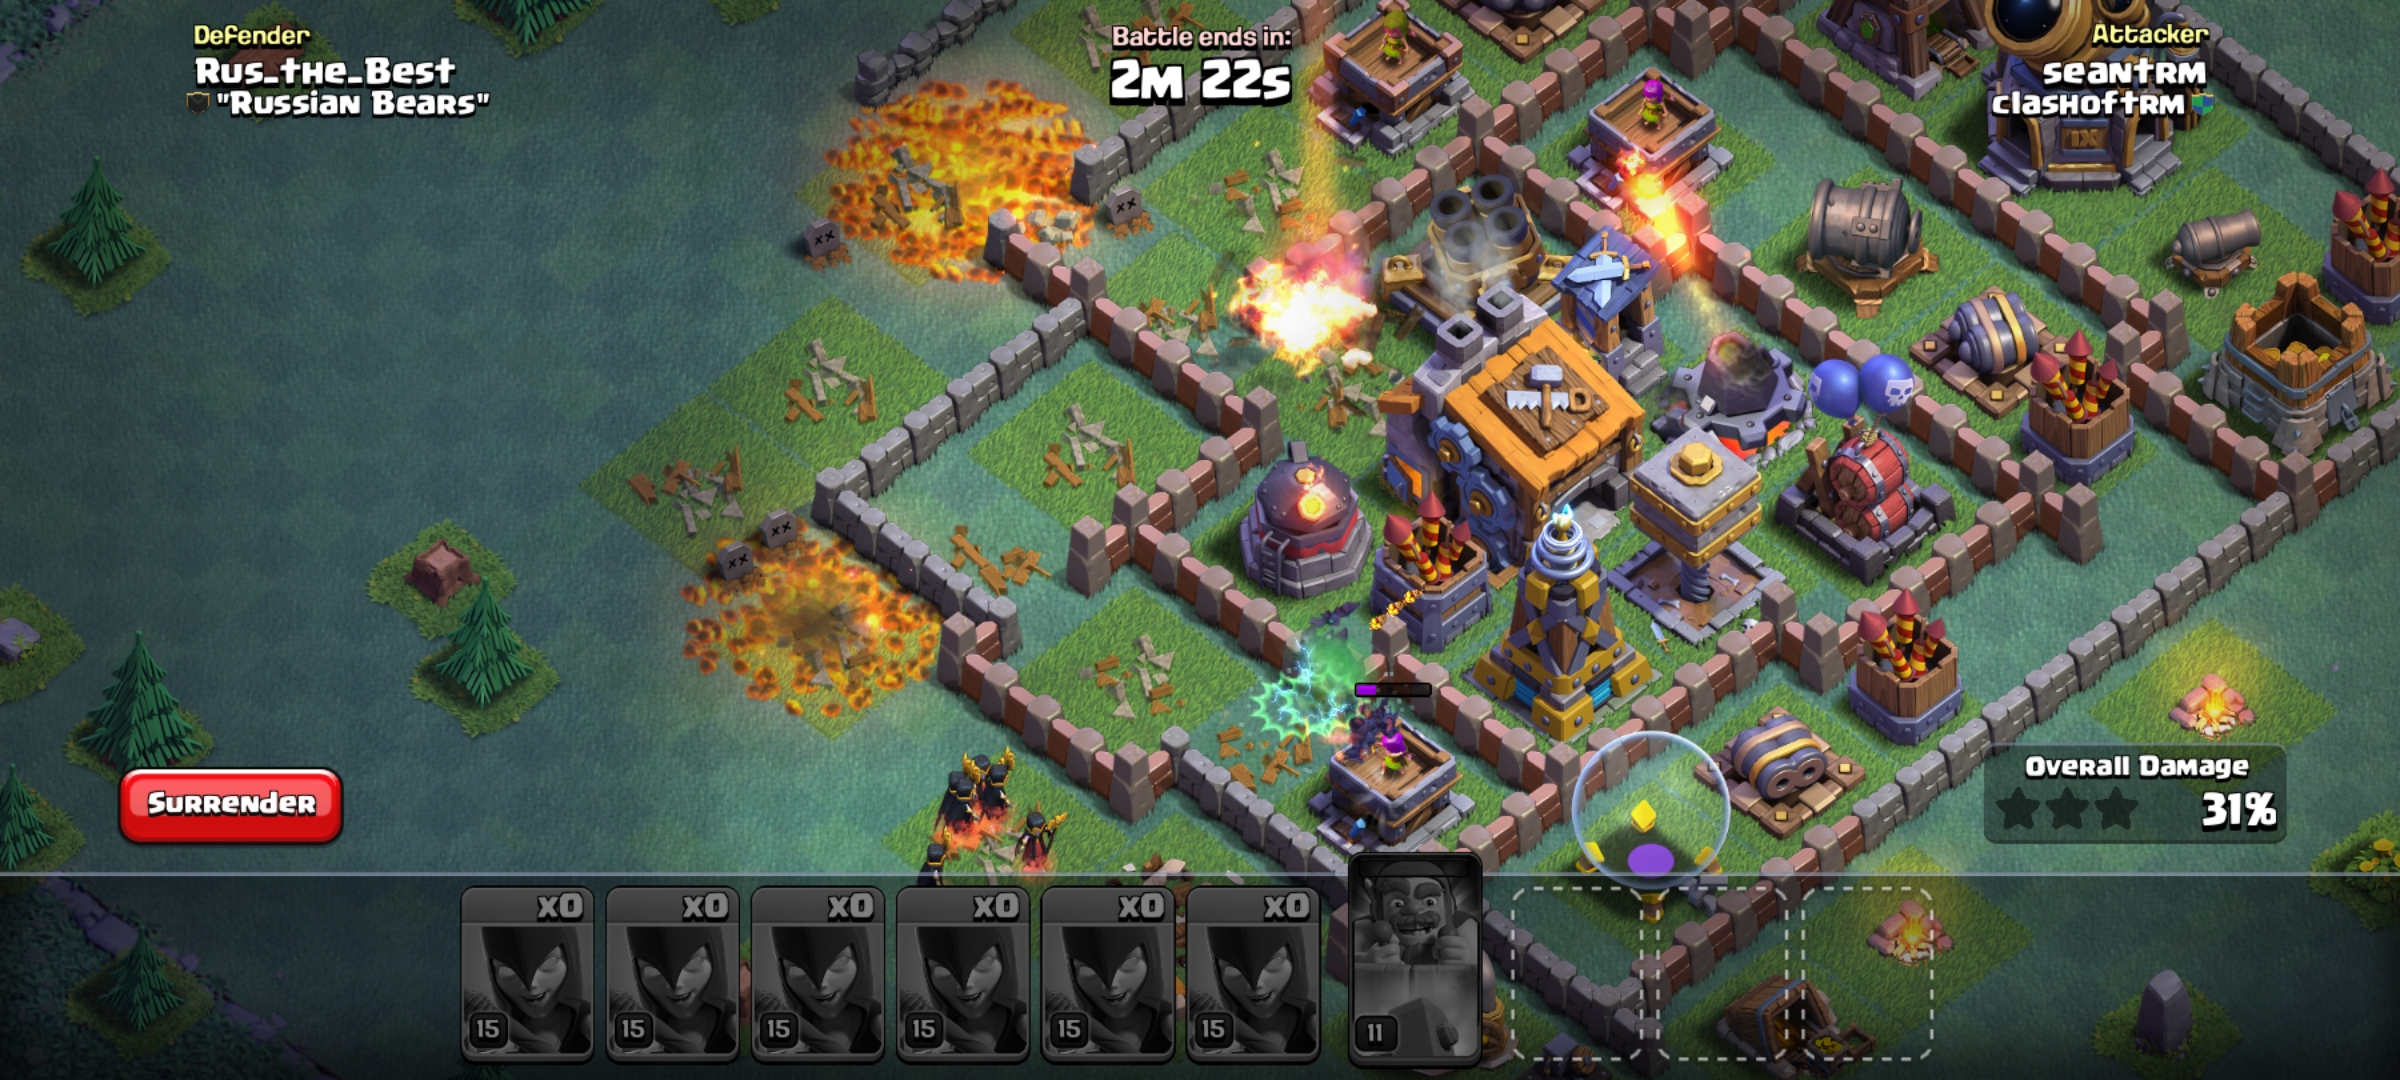 Defender
Rus_the_Best
"Russian Bears"
Battle ends in:
2m 22s
Attacker
seantrm
clashoftrm
IX
Surrender
Overall Damage
31%
x0
x0
x0
x0
x0
x0
15
15
15
15
15
15
11